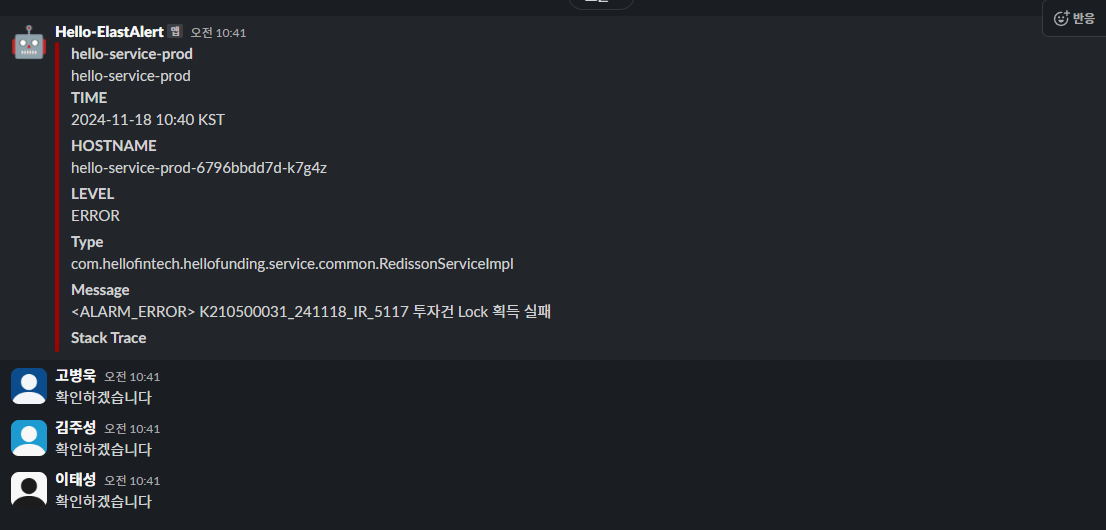 반응
Hello-ElastAlert 앱 오전 10:41
hello-service-prod
hello-service-prod
TIME
2024-11-18 10:40 KST
HOSTNAME
hello-service-prod-6796bbdd7d-k7g4z
LEVEL
ERROR
Type
com.hellofintech.hellofunding.service.common.RedissonServiceImpl
Message
<ALARM_ERROR> K210500031_241118_IR_5117 투자건 Lock 획득 실패
Stack Trace
고병욱 오전 10:41
확인하겠습니다
김주성 오전 10:41
확인하겠습니다
이태성 오전 10:41
확인하겠습니다